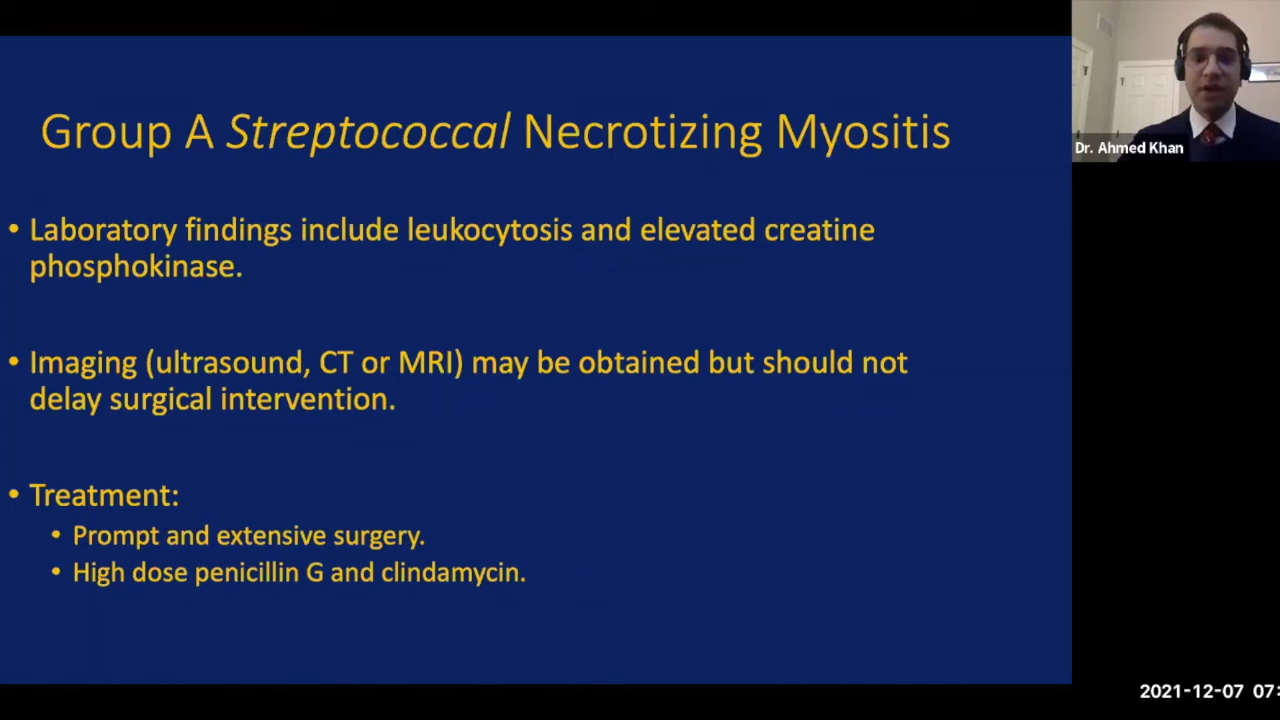 Group A Streptococcal Necrotizing Myositis
• Laboratory findings include leukocytosis and elevated creatine
phosphokinase.
• Imaging (ultrasound, CT or MRI) may be obtained but should not
delay surgical intervention.
• Treatment:
• Prompt and extensive surgery.
• High dose penicillin G and clindamycin.
Dr. Ahmed Khan
2021-12-07 07: